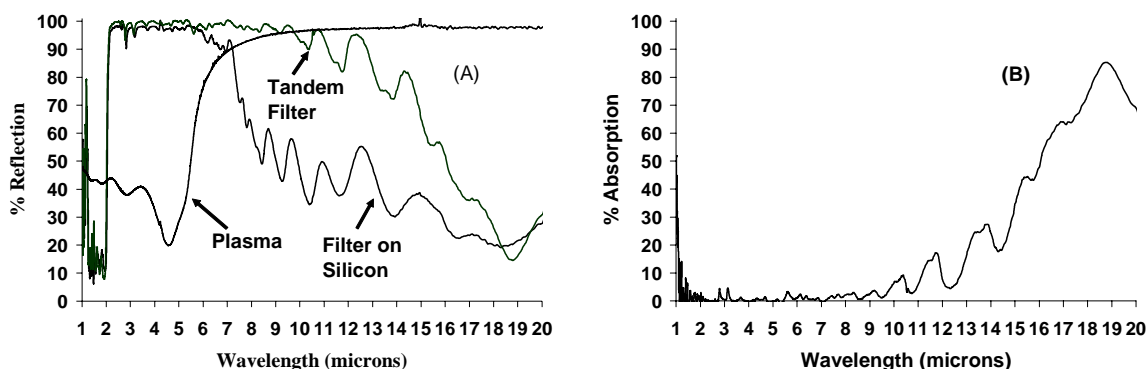 100
90
80
70
60
50
40
30
20
10
0
% Reflection
(A)
Tandem
Filter
Plasma
Filter on
Silicon
1 2 3 4 5 6 7 8 9 10 11 12 13 14 15 16 17 18 19 20
Wavelength (microns)
100
90
80
70
60
50
40
30
20
10
0
% Absorption
(B)
1 2 3 4 5 6 7 8 9 10 11 12 13 14 15 16 17 18 19 20
Wavelength (microns)